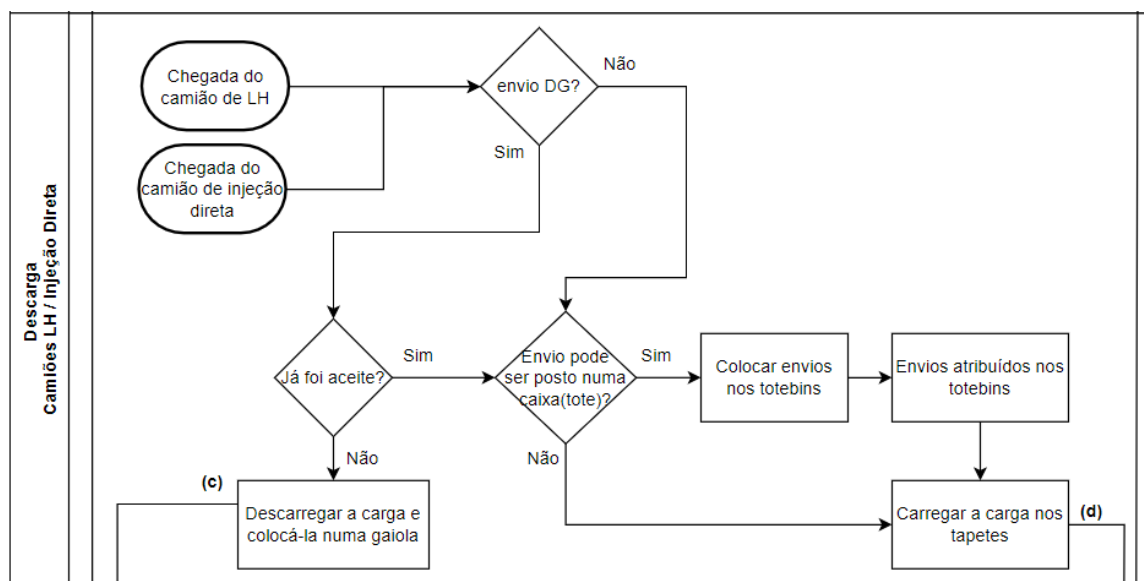 Descarga
Camiões LH / Injeção Direta
Chegada do
camião de LH
envio DG?
Não
Sim
Chegada do
camião de injeção
direta
Já foi aceite?
Sim
Envio pode
ser posto numa
caixa(tote)?
Sim
Colocar envios
nos totebins
Envios atribuídos nos
totebins
Não
Não
(c)
Descarregar a carga e
colocá-la numa gaiola
Carregar a carga nos
tapetes
(d)